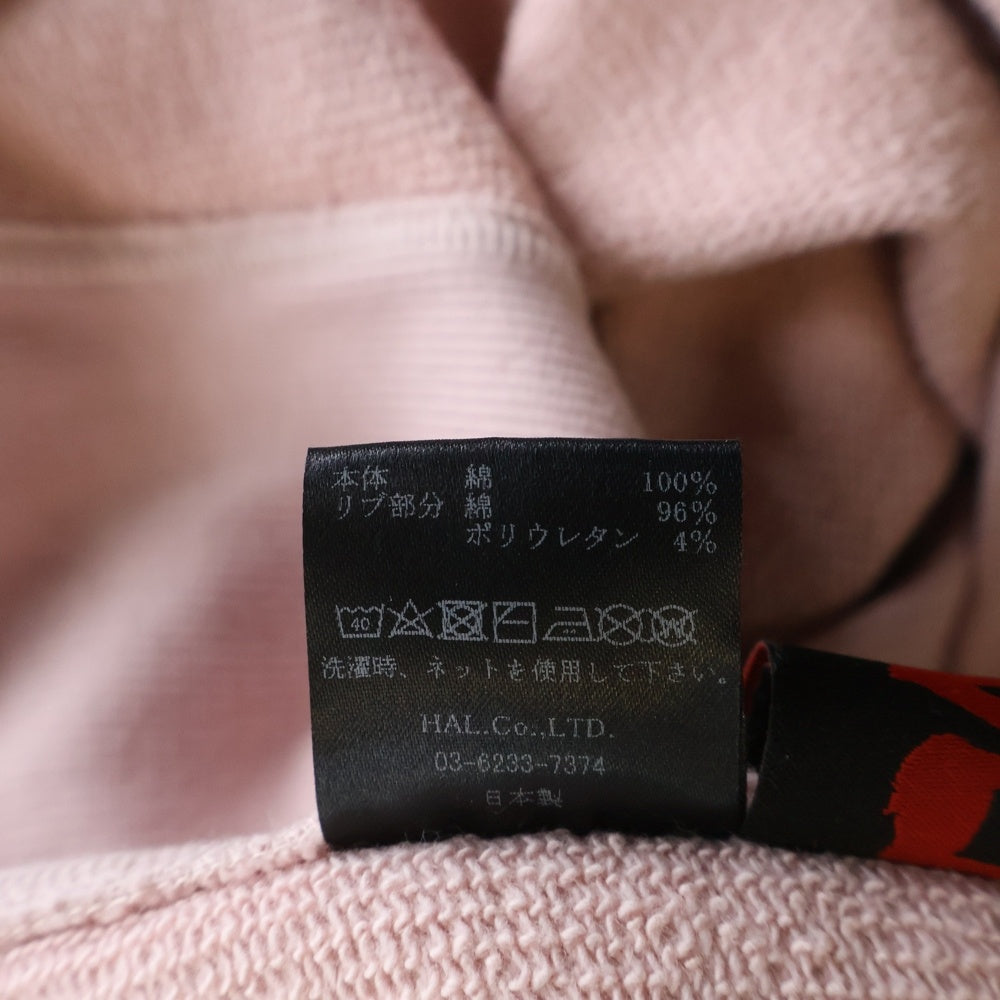 本体 綿 100%
リブ部分 綿 96%
ポリウレタン 4%
40
洗濯時、ネットを使用して下さい。
HAL.Co.,LTD.
03-6233-7374
日本製